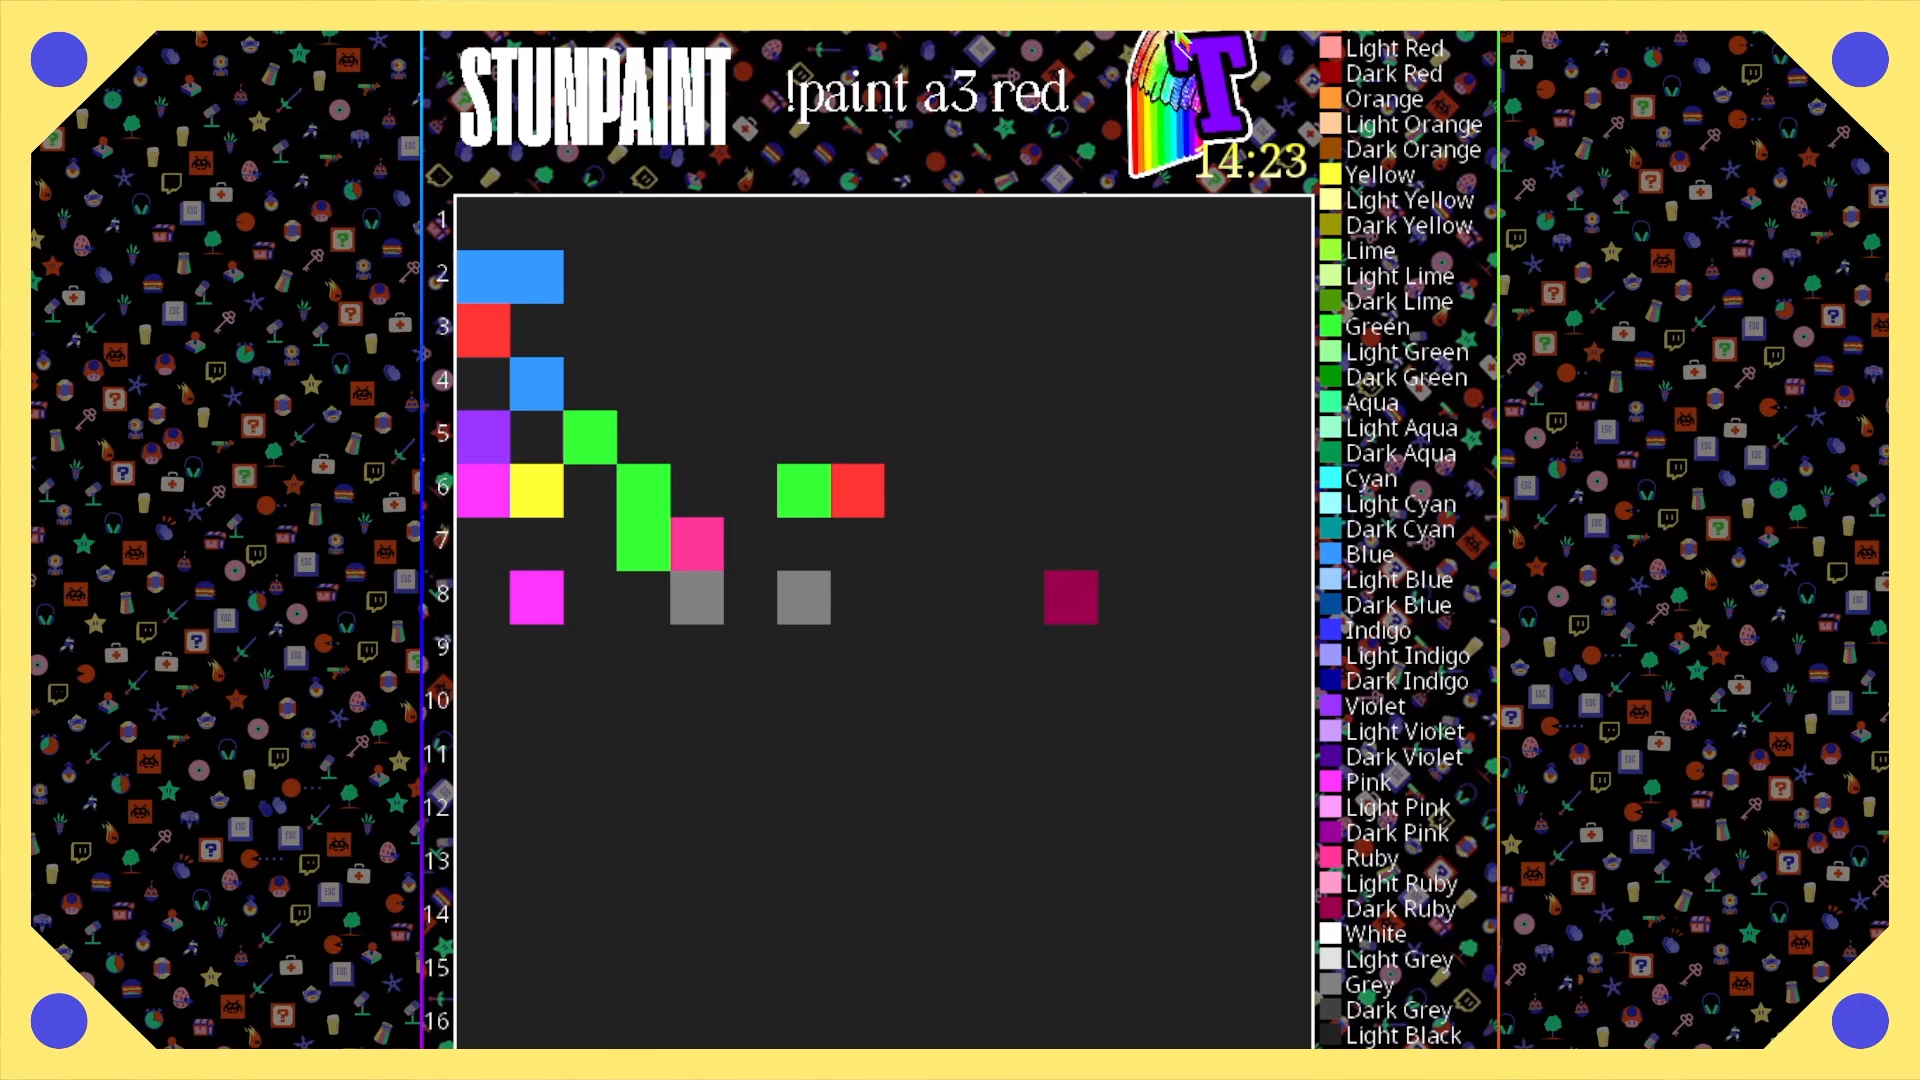 STUNPAINT
!paint a3 red
T
14:23
1
2
3
4
5
6
7
8
9
10
11
12
13
14
15
16
Light Red
Dark Red
Orange
Light Orange
Dark Orange
Yellow
Light Yellow
Dark Yellow
Lime
Light Lime
Dark Lime
Green
Light Green
Dark Green
Aqua
Light Aqua
Dark Aqua
Cyan
Light Cyan
Dark Cyan
Blue
Light Blue
Dark Blue
Indigo
Light Indigo
Dark Indigo
Violet
Light Violet
Dark Violet
Pink
Light Pink
Dark Pink
Ruby
Light Ruby
Dark Ruby
White
Light Grey
Grey
Dark Grey
Light Black